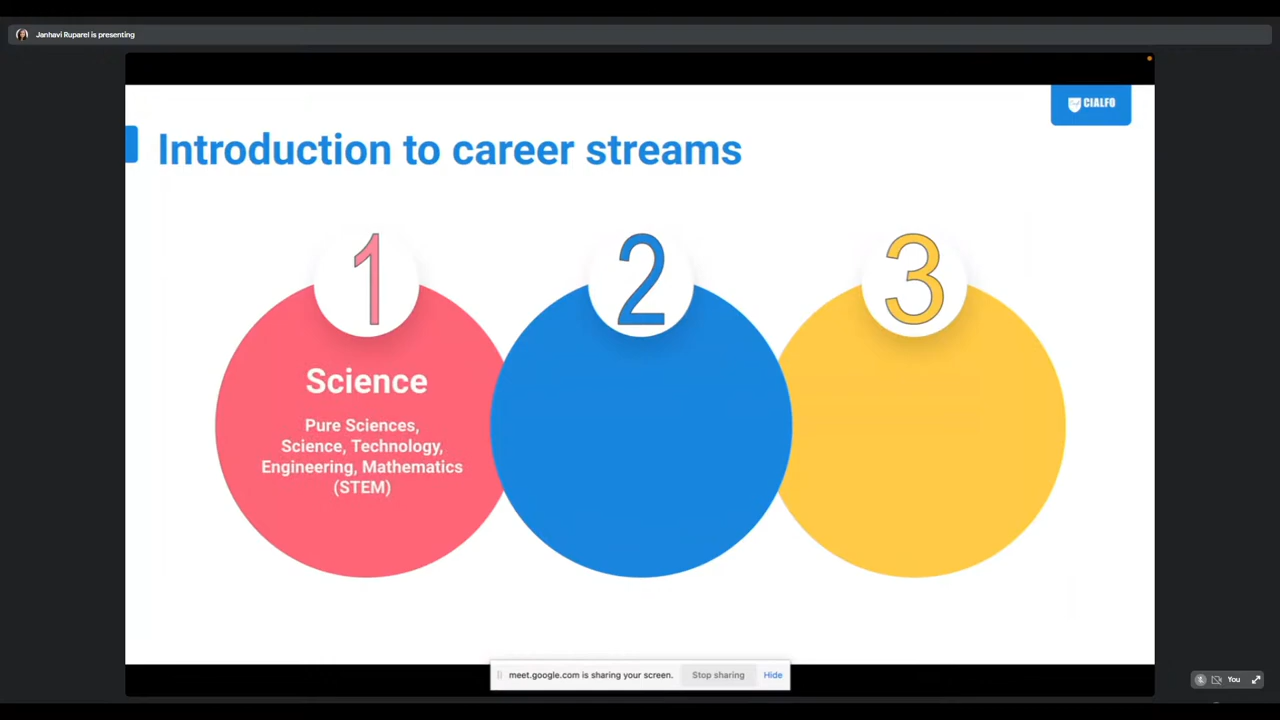 Janhavi Ruparel is presenting
CIALFO
Introduction to career streams
1
2
3
Science
Pure Sciences,
Science, Technology,
Engineering, Mathematics
(STEM)
meet.google.com is sharing your screen.
Stop sharing
Hide
You